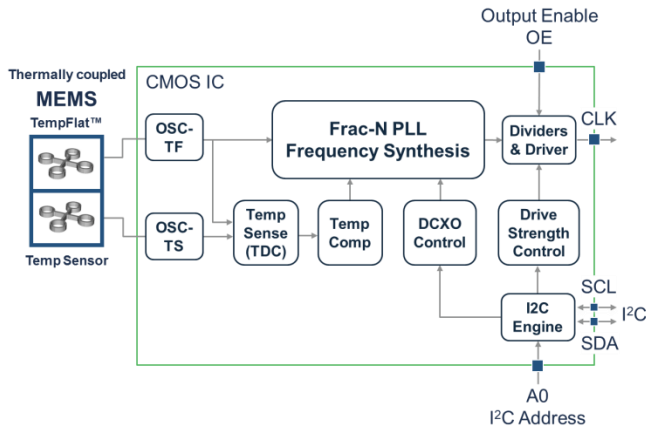 Output Enable
OE
Thermally coupled
MEMS
TempFlat™
CMOS IC
OSC-
TF
Frac-N PLL
Frequency Synthesis
Dividers
& Driver
CLK
OSC-
TS
Temp
Sense
(TDC)
Temp
Comp
DCXO
Control
Drive
Strength
Control
Temp Sensor
I2C
Engine
SCL
I²C
SDA
A0
I²C Address